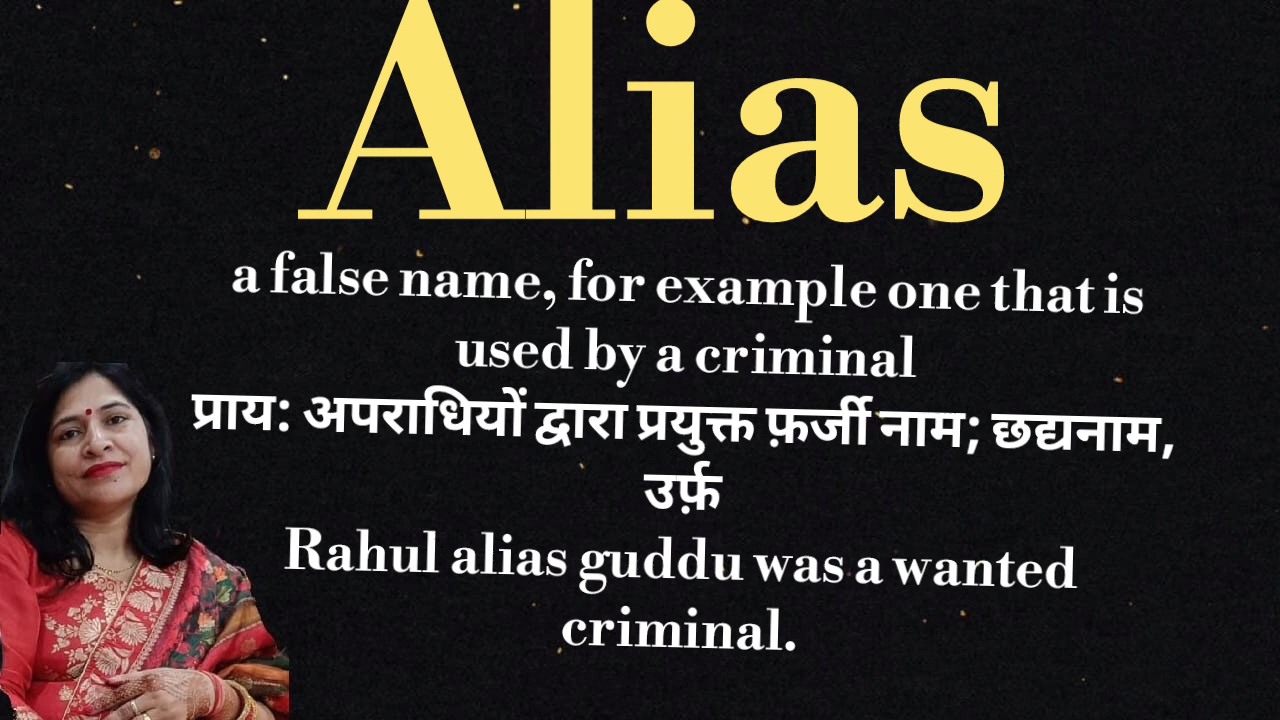 Alias
a false name, for example one that is
used by a criminal
प्राय: अपराधियों द्वारा प्रयुक्त फ़र्जी नाम; छद्यनाम,
उर्फ़
Rahul alias guddu was a wanted
criminal.